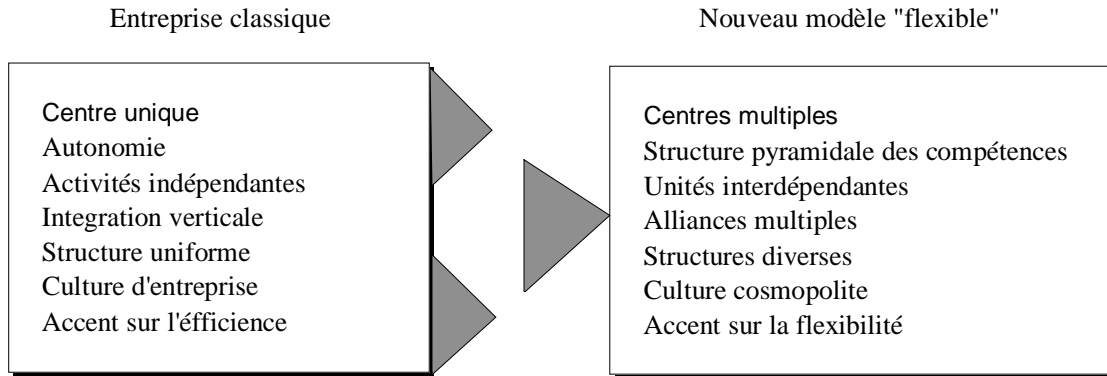 Entreprise classique
Nouveau modèle "flexible"
Centre unique
Autonomie
Activités indépendantes
Integration verticale
Structure uniforme
Culture d'entreprise
Accent sur l'éfficience
Centres multiples
Structure pyramidale des compétences
Unités interdépendantes
Alliances multiples
Structures diverses
Culture cosmopolite
Accent sur la flexibilité